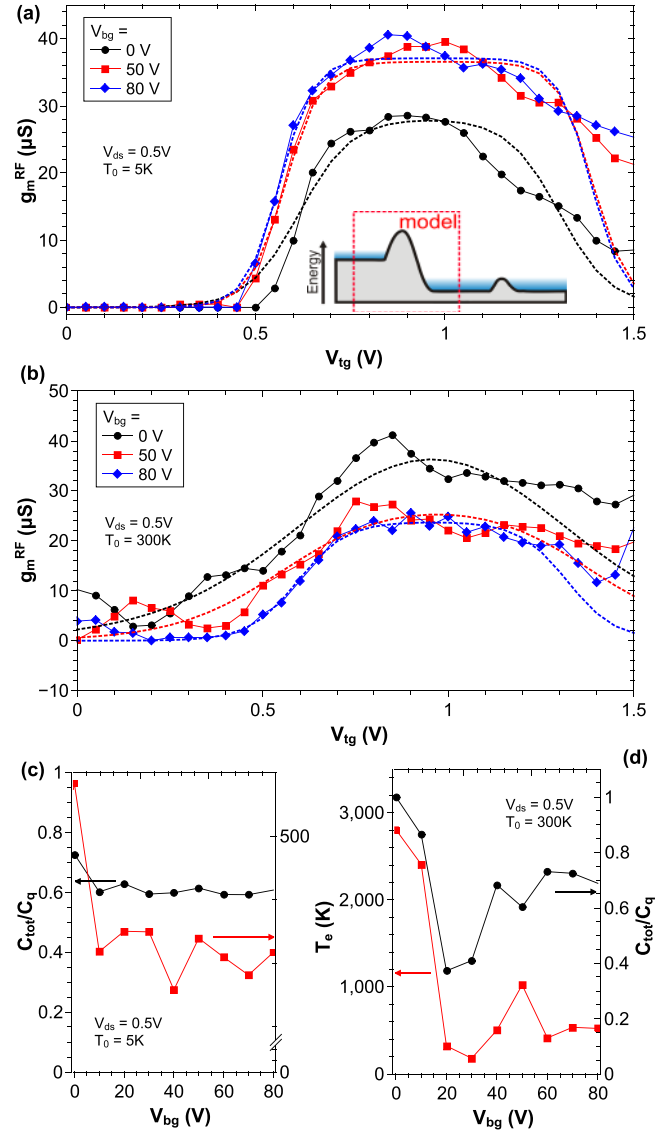 (a)
40
30
20
10
0
g_m^RF (µS)
V_bg =
0 V
50 V
80 V
V_ds = 0.5V
T_0 = 5K
model
Energy
0
0.5
1
1.5
V_tg (V)
(b)
50
40
30
20
10
0
−10
g_m^RF (µS)
V_bg =
0 V
50 V
80 V
V_ds = 0.5V
T_0 = 300K
0
0.5
1
1.5
V_tg (V)
(c)
1
0.8
0.6
0.4
0.2
0
C_tot/C_q
500
0
V_ds = 0.5V
T_0 = 5K
0
20
40
60
80
V_bg (V)
(d)
3,000
2,000
1,000
0
T_e (K)
V_ds = 0.5V
T_0 = 300K
1
0.8
0.6
0.4
0.2
0
C_tot/C_q
0
20
40
60
80
V_bg (V)